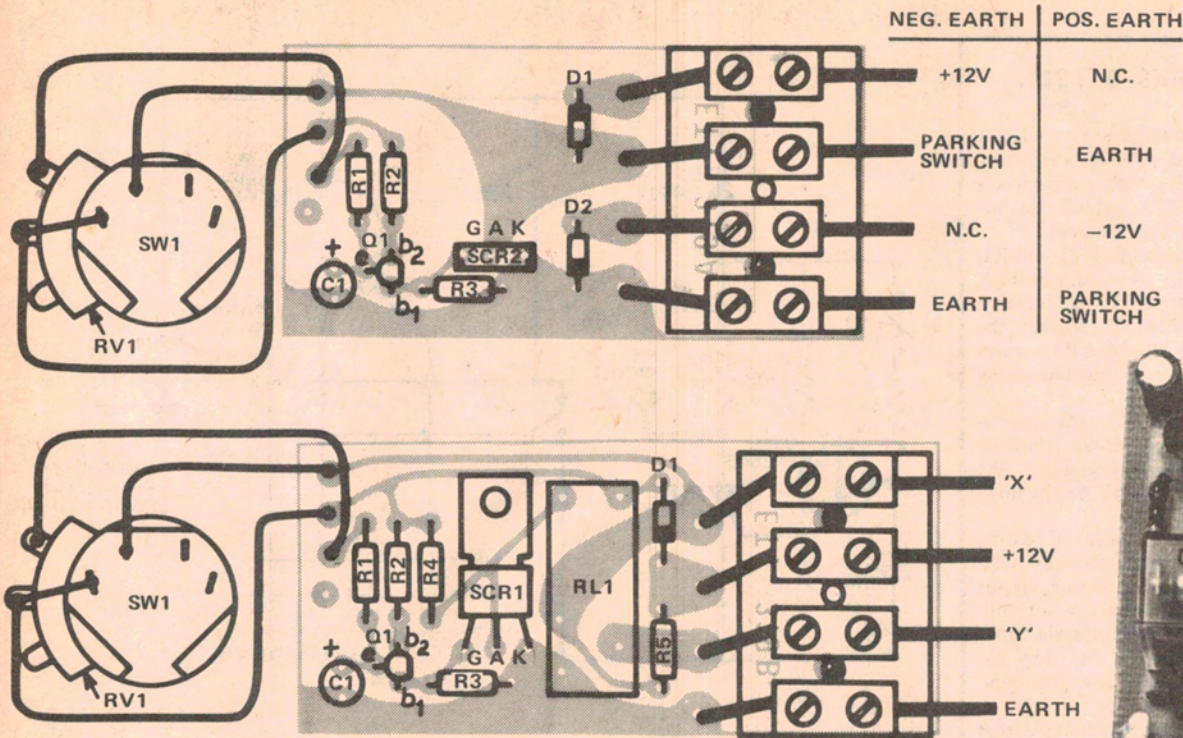 NEG. EARTH POS. EARTH
+12V N.C.
PARKING SWITCH EARTH
N.C. −12V
EARTH PARKING SWITCH
D1
R1 R2
D2
SW1
G A K
SCR2
Q1 b2
e
+
C1
R3
b1
RV1
D1
'X'
+12V
R1 R2 R4
SCR1
RL1
SW1
'Y'
Q1 b2
e
R5
G A K
+
C1
R3
b1
RV1
EARTH